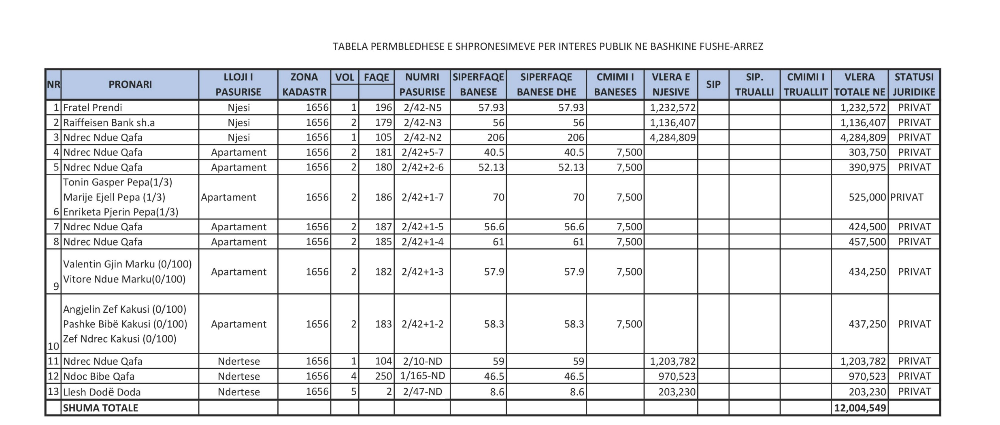 TABELA PERMBLEDHESE E SHPRONESIMEVE PER INTERES PUBLIK NE BASHKINE FUSHE-ARREZ
NR PRONARI LLOJI I PASURISE ZONA KADASTR VOL FAQE NUMRI PASURISE SIPERFAQE BANESE SIPERFAQE BANESE DHE CMIMI I BANESES VLERA E NJESIVE SIP SIP. TRUALLI CMIMI I TRUALLIT VLERA TOTALE NE STATUSI JURIDIKE
1 Fratel Prendi Njesi 1656 1 196 2/42-N5 57.93 57.93 1,232,572 1,232,572 PRIVAT
2 Raiffeisen Bank sh.a Njesi 1656 2 179 2/42-N3 56 56 1,136,407 1,136,407 PRIVAT
3 Ndrec Ndue Qafa Njesi 1656 1 105 2/42-N2 206 206 4,284,809 4,284,809 PRIVAT
4 Ndrec Ndue Qafa Apartament 1656 2 181 2/42+5-7 40.5 40.5 7,500 303,750 PRIVAT
5 Ndrec Ndue Qafa Apartament 1656 2 180 2/42+2-6 52.13 52.13 7,500 390,975 PRIVAT
Tonin Gasper Pepa(1/3)
Marije Ejell Pepa (1/3) Apartament 1656 2 186 2/42+1-7 70 70 7,500 525,000 PRIVAT
6 Enriketa Pjerin Pepa(1/3)
7 Ndrec Ndue Qafa Apartament 1656 2 187 2/42+1-5 56.6 56.6 7,500 424,500 PRIVAT
8 Ndrec Ndue Qafa Apartament 1656 2 185 2/42+1-4 61 61 7,500 457,500 PRIVAT
Valentin Gjin Marku (0/100)
Vitore Ndue Marku(0/100)
9 Apartament 1656 2 182 2/42+1-3 57.9 57.9 7,500 434,250 PRIVAT
Angjelin Zef Kakusi (0/100)
Pashke Bibë Kakusi (0/100) Apartament 1656 2 183 2/42+1-2 58.3 58.3 7,500 437,250 PRIVAT
Zef Ndrec Kakusi (0/100)
10
11 Ndrec Ndue Qafa Ndertese 1656 1 104 2/10-ND 59 59 1,203,782 1,203,782 PRIVAT
12 Ndoc Bibe Qafa Ndertese 1656 4 250 1/165-ND 46.5 46.5 970,523 970,523 PRIVAT
13 Llesh Dodë Doda Ndertese 1656 5 2 2/47-ND 8.6 8.6 203,230 203,230 PRIVAT
SHUMA TOTALE 12,004,549